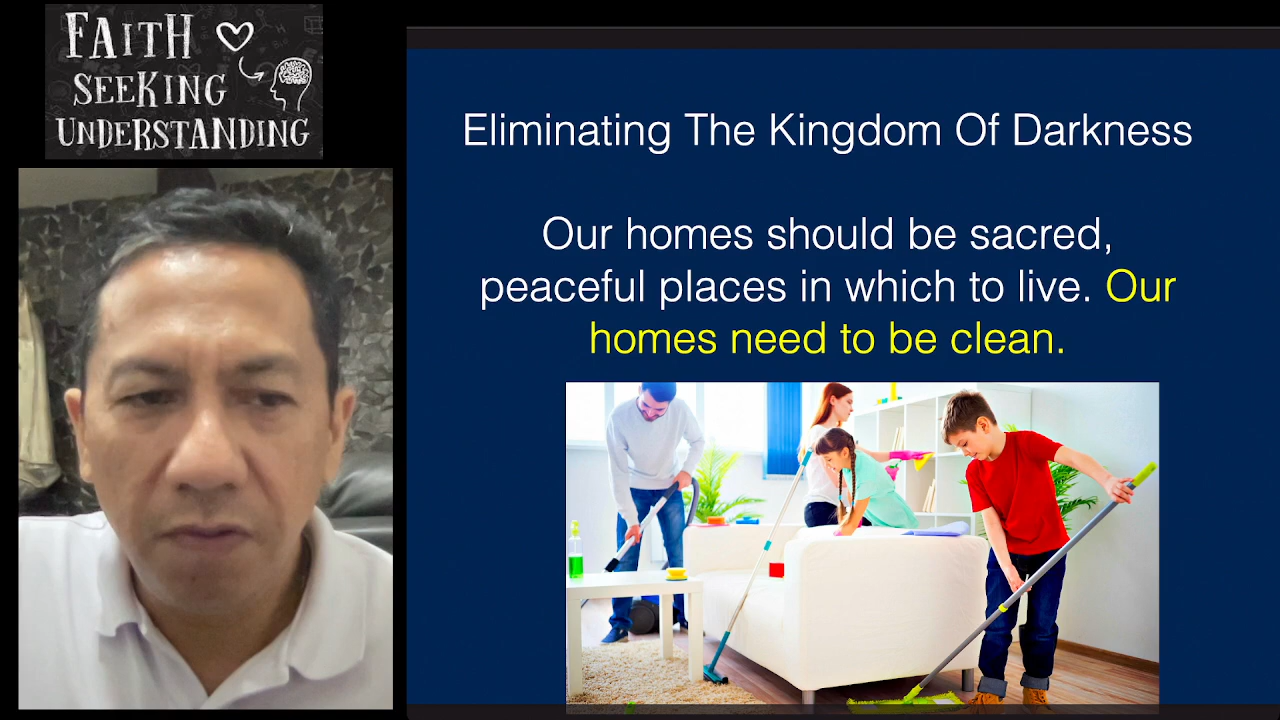 FAITH
SEEKING
UNDERSTANDING
Eliminating The Kingdom Of Darkness
Our homes should be sacred,
peaceful places in which to live. Our
homes need to be clean.